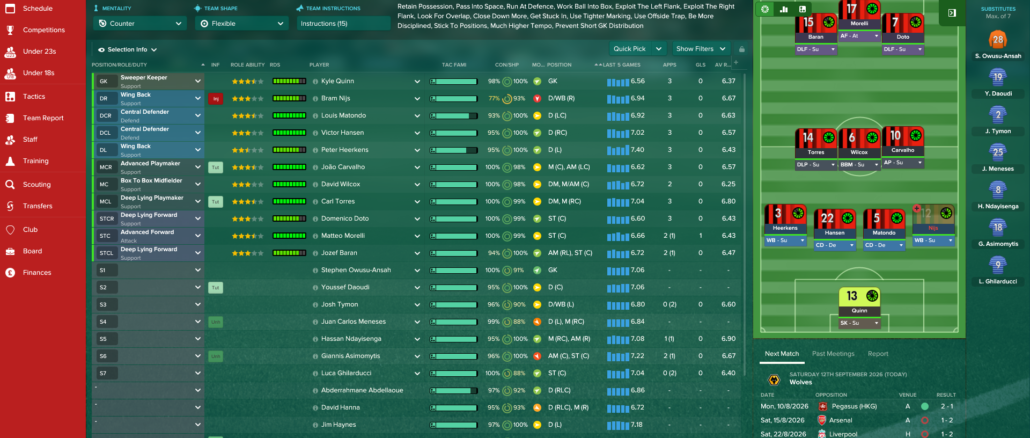 Schedule
Competitions
Under 23s
Under 18s
Tactics
Team Report
Staff
Training
Scouting
Transfers
Club
Board
Finances
MENTALITY
Counter
TEAM SHAPE
Flexible
TEAM INSTRUCTIONS
Instructions (15)
Retain Possession, Pass Into Space, Run At Defence, Work Ball Into Box, Exploit The Left Flank, Exploit The Right
Flank, Look For Overlap, Close Down More, Get Stuck In, Use Tighter Marking, Use Offside Trap, Be More
Disciplined, Stick To Positions, Much Higher Tempo, Prevent Short GK Distribution
Selection Info
Quick Pick
Show Filters
POSITION/ROLE/DUTY INF ROLE ABILITY RDS PLAYER TAC FAMI CON/SHP MO... POSITION LAST 5 GAMES APPS GLS AV R...
GK Sweeper Keeper Support Kyle Quinn 98% 100% GK 6.56 3 0 6.37
DR Wing Back Support Inj Bram Nijs 77% 93% D/WB (R) 6.94 3 0 6.67
DCR Central Defender Defend Louis Matondo 93% 100% D (LC) 6.92 3 0 6.63
DCL Central Defender Defend Victor Hansen 95% 100% D (RC) 7.02 3 0 6.57
DL Wing Back Support Peter Heerkens 95% 100% D (L) 7.40 3 0 6.43
MCR Advanced Playmaker Support Fut João Carvalho 100% 98% M (C), AM (LC) 6.62 3 0 6.57
MC Box To Box Midfielder Support David Wilcox 100% 98% DM, M/AM (C) 6.72 2 0 6.25
MCL Deep Lying Playmaker Support Fut Carl Torres 100% 98% DM, M (RC) 7.04 3 0 6.80
STCR Deep Lying Forward Support Domenico Doto 100% 99% ST (C) 6.60 3 0 6.43
STC Advanced Forward Attack Matteo Morelli 100% 99% ST (C) 6.66 2 (1) 1 6.43
STCL Deep Lying Forward Support Jozef Baran 94% 100% AM (RL), ST (C) 6.72 2 (1) 0 6.47
S1 Stephen Owusu-Ansah 100% 91% GK 7.06 - - -
S2 Fut Youssef Daoudi 95% 100% D (C) 7.06 - - -
S3 Josh Tymon 96% 90% D/WB (L) 6.80 0 (2) 0 6.60
S4 Juan Carlos Meneses 99% 88% D (L), M (RC) 6.84 - - -
S5 Hassan Ndayisenga 95% 100% M (RC), AM (R) 7.08 1 (1) 0 6.90
S6 Giannis Asimomytis 96% 100% AM (C), ST (C) 7.22 2 (1) 0 6.67
S7 Luca Ghilarducci 100% 88% ST (C) 7.04 0 (2) 0 6.40
- Abderrahmane Abdellaoue 97% 92% D (RLC) 6.86 - - -
- David Hanna 95% 93% D (RLC), M (R) 6.72 - - -
Jim Haynes 97% 100% D (L) 7.18 - - -
15
Baran
DLF - Su
Morelli
AF - At
7
Doto
DLF - Su
14
Torres
DLP - Su
6
Wilcox
BBM - Su
10
Carvalho
AP - Su
3
Heerkens
WB - Su
22
Hansen
CD - De
5
Matondo
CD - De
12
Nijs
WB - Su
13
Quinn
SK - Su
SUBSTITUTES
Max. of 7
28
S. Owusu-Ansah
19
Y. Daoudi
2
J. Tymon
25
J. Meneses
8
H. Ndayisenga
18
G. Asimomytis
9
L. Ghilarducci
Next Match Past Meetings Report
SATURDAY 12TH SEPTEMBER 2026 (TODAY)
Wolves
DATE OPPOSITION VENUE RESULT
Mon, 10/8/2026 Pegasus (HKG) A 2 - 1
Sat, 15/8/2026 Arsenal A 1 - 2
Sat, 22/8/2026 Liverpool H 1 - 2